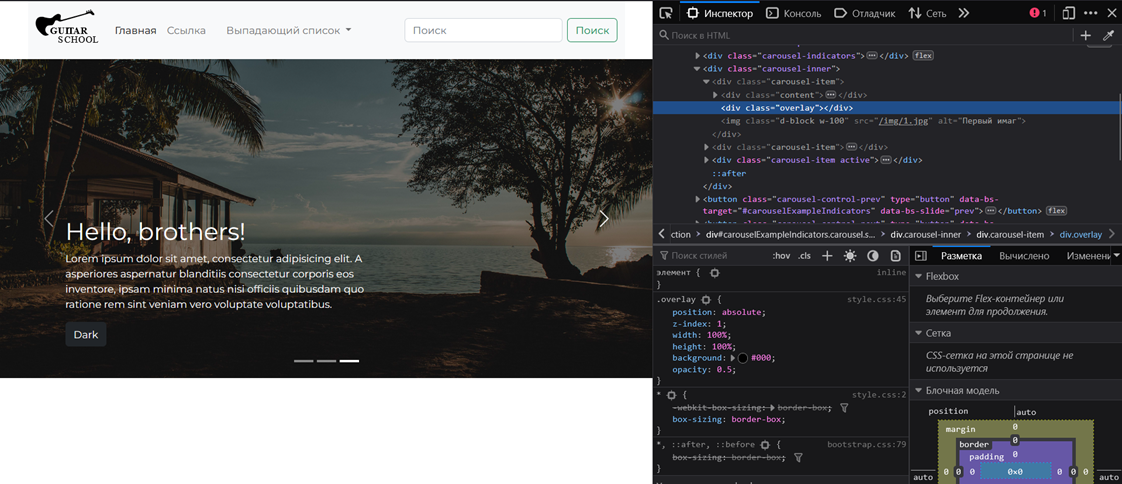 GUITAR
SCHOOL
Главная Ссылка Выпадающий список
Поиск
Поиск
Hello, brothers!
Lorem ipsum dolor sit amet, consectetur adipisicing elit. A
asperiores aspernatur blanditiis consectetur corporis eos
inventore, ipsam minima natus nisi officiis quibusdam quo
ratione rem sint veniam vero voluptate voluptatibus.
Dark
Инспектор Консоль Отладчик Сеть 1
Поиск в HTML
<div class="carousel-indicators"></div> flex
<div class="carousel-inner">
<div class="carousel-item">
<div class="content"></div>
<div class="overlay"></div>
<img class="d-block w-100" src="/img/1.jpg" alt="Первый имаг">
</div>
<div class="carousel-item"></div>
<div class="carousel-item active"></div>
::after
</div>
<button class="carousel-control-prev" type="button" data-bs-
target="#carouselExampleIndicators" data-bs-slide="prev"></button> flex
ction div#carouselExampleIndicators.carousel.s... div.carousel-inner div.carousel-item div.overlay
Поиск стилей :hov .cls
элемент { inline
}
.overlay { style.css:45
position: absolute;
z-index: 1;
width: 100%;
height: 100%;
background: #000;
opacity: 0.5;
}
* { style.css:2
-webkit-box-sizing: border-box;
box-sizing: border-box;
}
*, ::after, ::before { bootstrap.css:79
box-sizing: border-box;
}
Разметка Вычислено Изменени
Flexbox
Выберите Flex-контейнер или
элемент для продолжения.
Сетка
CSS-сетка на этой странице не
используется
Блочная модель
position auto
margin 0
border 0
padding 0
0 0 0 0x0 0 0 0
auto auto